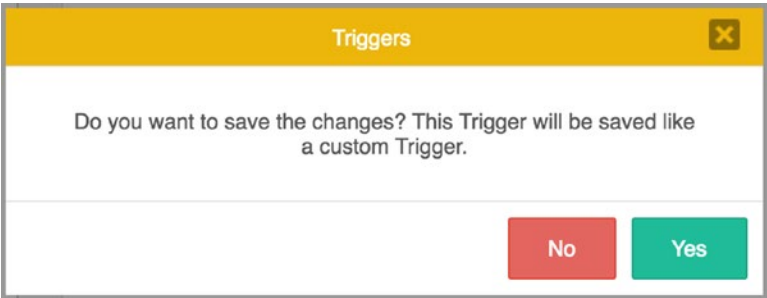 Triggers
Do you want to save the changes? This Trigger will be saved like
a custom Trigger.
No
Yes